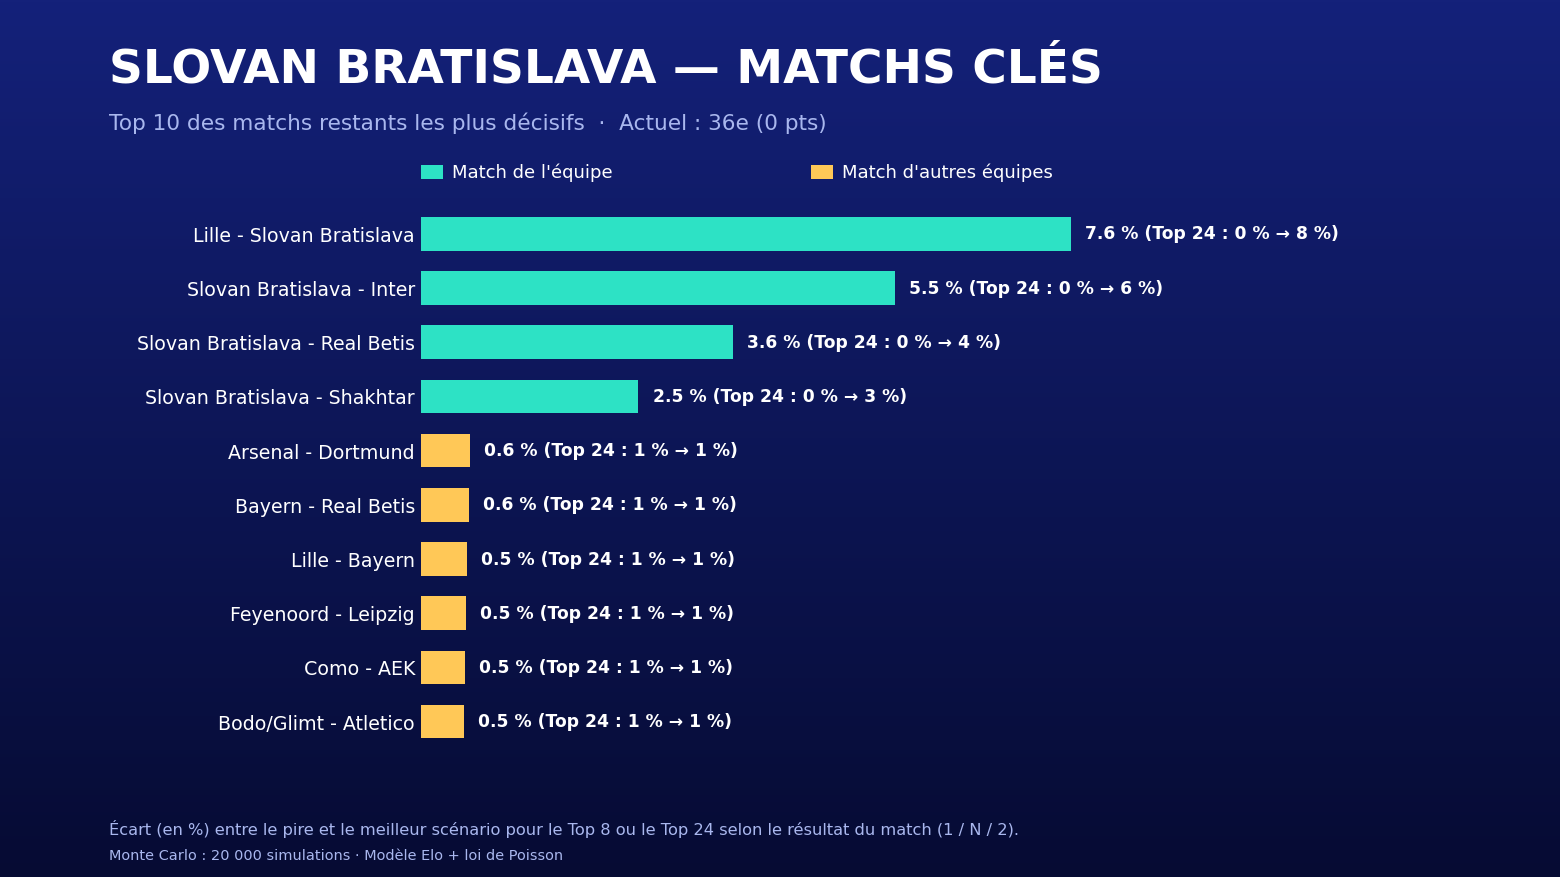 SLOVAN BRATISLAVA — MATCHS CLÉS
Top 10 des matchs restants les plus décisifs · Actuel : 36e (0 pts)
Match de l'équipe
Match d'autres équipes
Lille - Slovan Bratislava 7.6 % (Top 24 : 0 % → 8 %)
Slovan Bratislava - Inter 5.5 % (Top 24 : 0 % → 6 %)
Slovan Bratislava - Real Betis 3.6 % (Top 24 : 0 % → 4 %)
Slovan Bratislava - Shakhtar 2.5 % (Top 24 : 0 % → 3 %)
Arsenal - Dortmund 0.6 % (Top 24 : 1 % → 1 %)
Bayern - Real Betis 0.6 % (Top 24 : 1 % → 1 %)
Lille - Bayern 0.5 % (Top 24 : 1 % → 1 %)
Feyenoord - Leipzig 0.5 % (Top 24 : 1 % → 1 %)
Como - AEK 0.5 % (Top 24 : 1 % → 1 %)
Bodo/Glimt - Atletico 0.5 % (Top 24 : 1 % → 1 %)
Écart (en %) entre le pire et le meilleur scénario pour le Top 8 ou le Top 24 selon le résultat du match (1 / N / 2).
Monte Carlo : 20 000 simulations · Modèle Elo + loi de Poisson